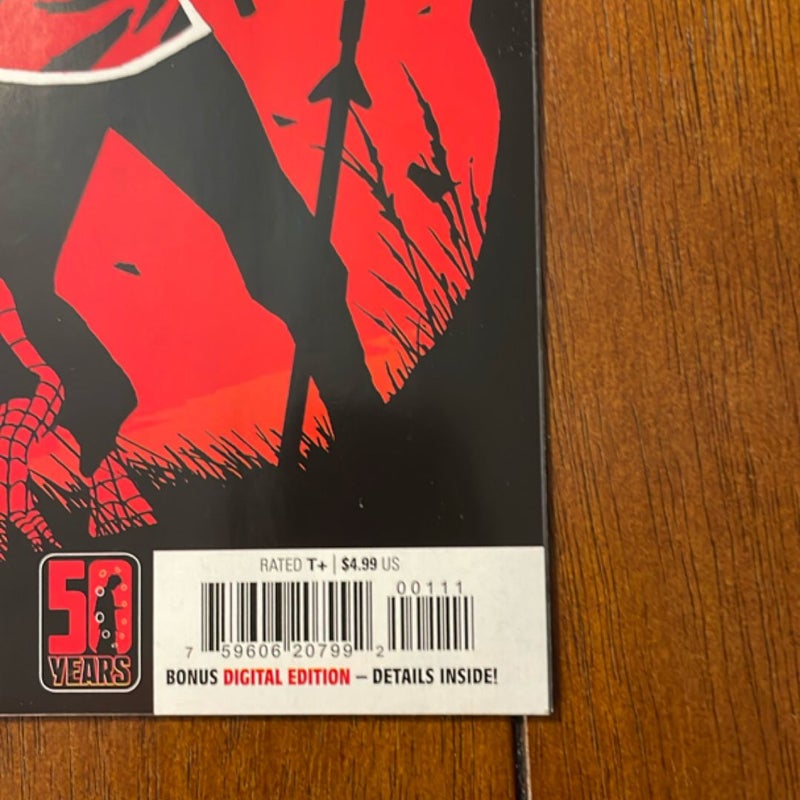 RATED T+ | $4.99 US
00111
7 59606 20799 2
50
YEARS
BONUS DIGITAL EDITION – DETAILS INSIDE!